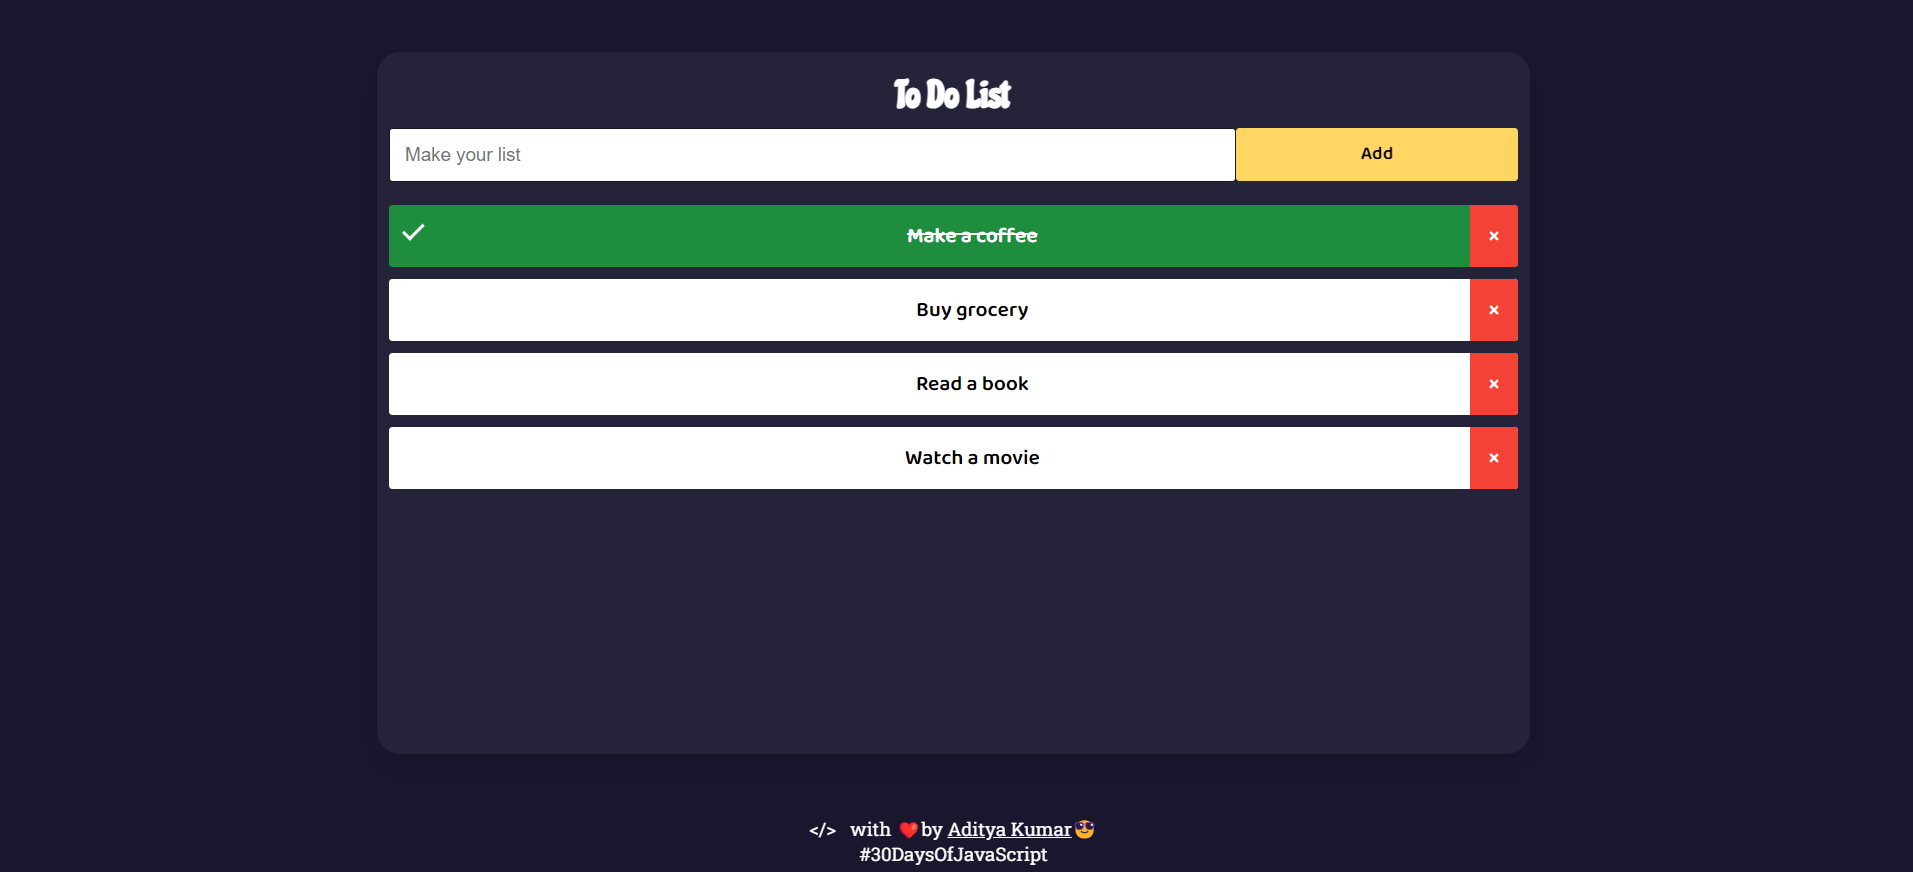 To Do List
Make your list
Add
Make a coffee ×
Buy grocery ×
Read a book ×
Watch a movie ×
</> with ❤️by Aditya Kumar😎
#30DaysOfJavaScript